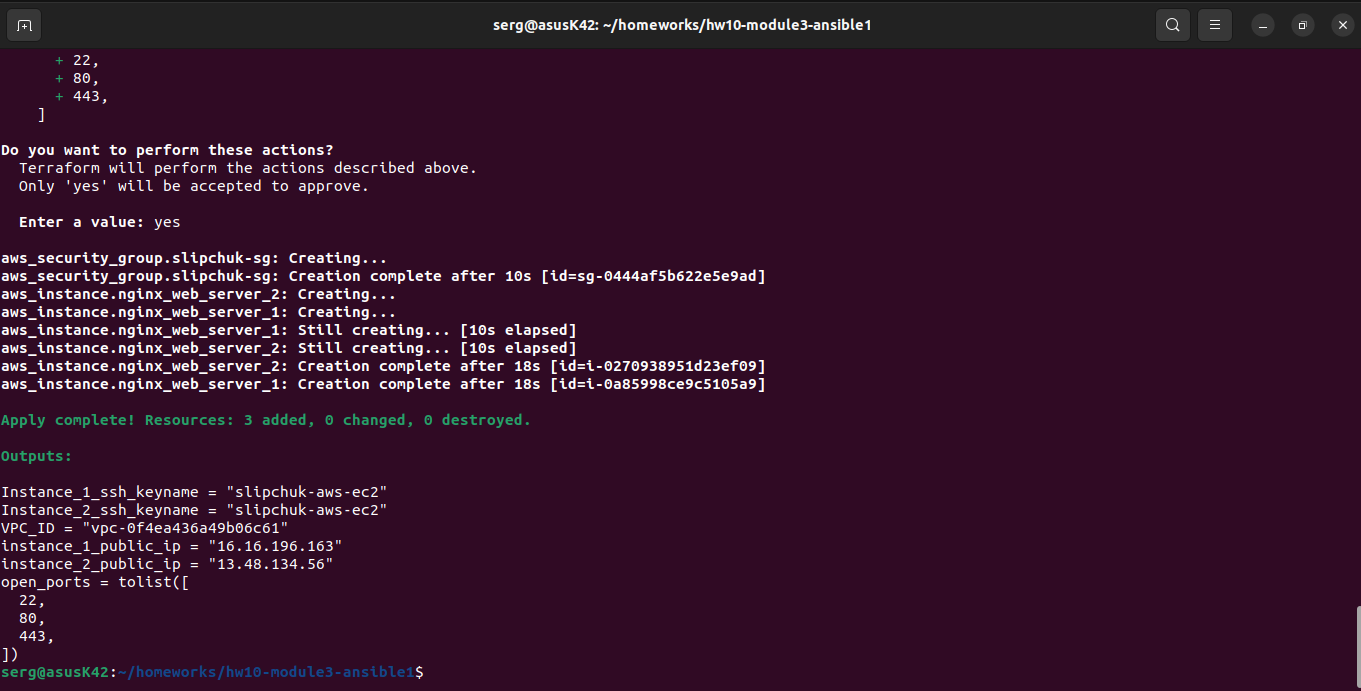 serg@asusK42: ~/homeworks/hw10-module3-ansible1
      + 22,
      + 80,
      + 443,
    ]
Do you want to perform these actions?
  Terraform will perform the actions described above.
  Only 'yes' will be accepted to approve.
  Enter a value: yes
aws_security_group.slipchuk-sg: Creating...
aws_security_group.slipchuk-sg: Creation complete after 10s [id=sg-0444af5b622e5e9ad]
aws_instance.nginx_web_server_2: Creating...
aws_instance.nginx_web_server_1: Creating...
aws_instance.nginx_web_server_1: Still creating... [10s elapsed]
aws_instance.nginx_web_server_2: Still creating... [10s elapsed]
aws_instance.nginx_web_server_2: Creation complete after 18s [id=i-0270938951d23ef09]
aws_instance.nginx_web_server_1: Creation complete after 18s [id=i-0a85998ce9c5105a9]
Apply complete! Resources: 3 added, 0 changed, 0 destroyed.
Outputs:
Instance_1_ssh_keyname = "slipchuk-aws-ec2"
Instance_2_ssh_keyname = "slipchuk-aws-ec2"
VPC_ID = "vpc-0f4ea436a49b06c61"
instance_1_public_ip = "16.16.196.163"
instance_2_public_ip = "13.48.134.56"
open_ports = tolist([
  22,
  80,
  443,
])
serg@asusK42:~/homeworks/hw10-module3-ansible1$